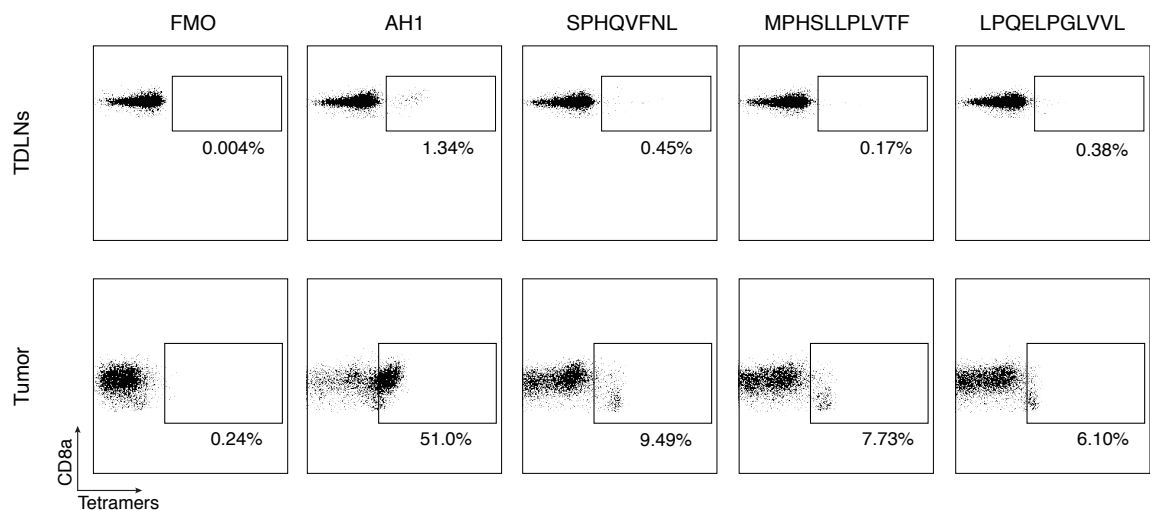 FMO AH1 SPHQVFNL MPHSLLPLVTF LPQELPGLVVL
TDLNs
0.004% 1.34% 0.45% 0.17% 0.38%
Tumor
0.24% 51.0% 9.49% 7.73% 6.10%
CD8a
Tetramers